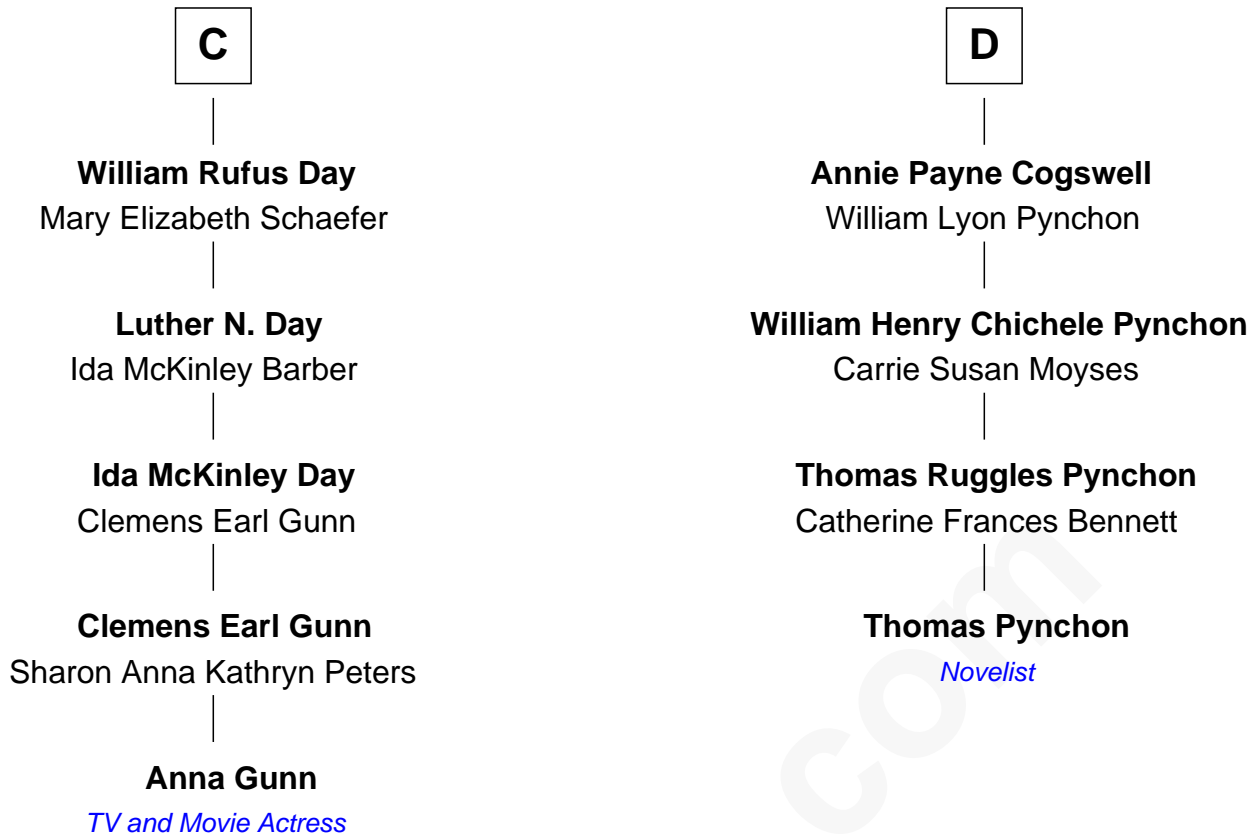 C
William Rufus Day
Mary Elizabeth Schaefer
Luther N. Day
Ida McKinley Barber
Ida McKinley Day
Clemens Earl Gunn
Clemens Earl Gunn
Sharon Anna Kathryn Peters
Anna Gunn
TV and Movie Actress
D
Annie Payne Cogswell
William Lyon Pynchon
William Henry Chichele Pynchon
Carrie Susan Moyses
Thomas Ruggles Pynchon
Catherine Frances Bennett
Thomas Pynchon
Novelist
com